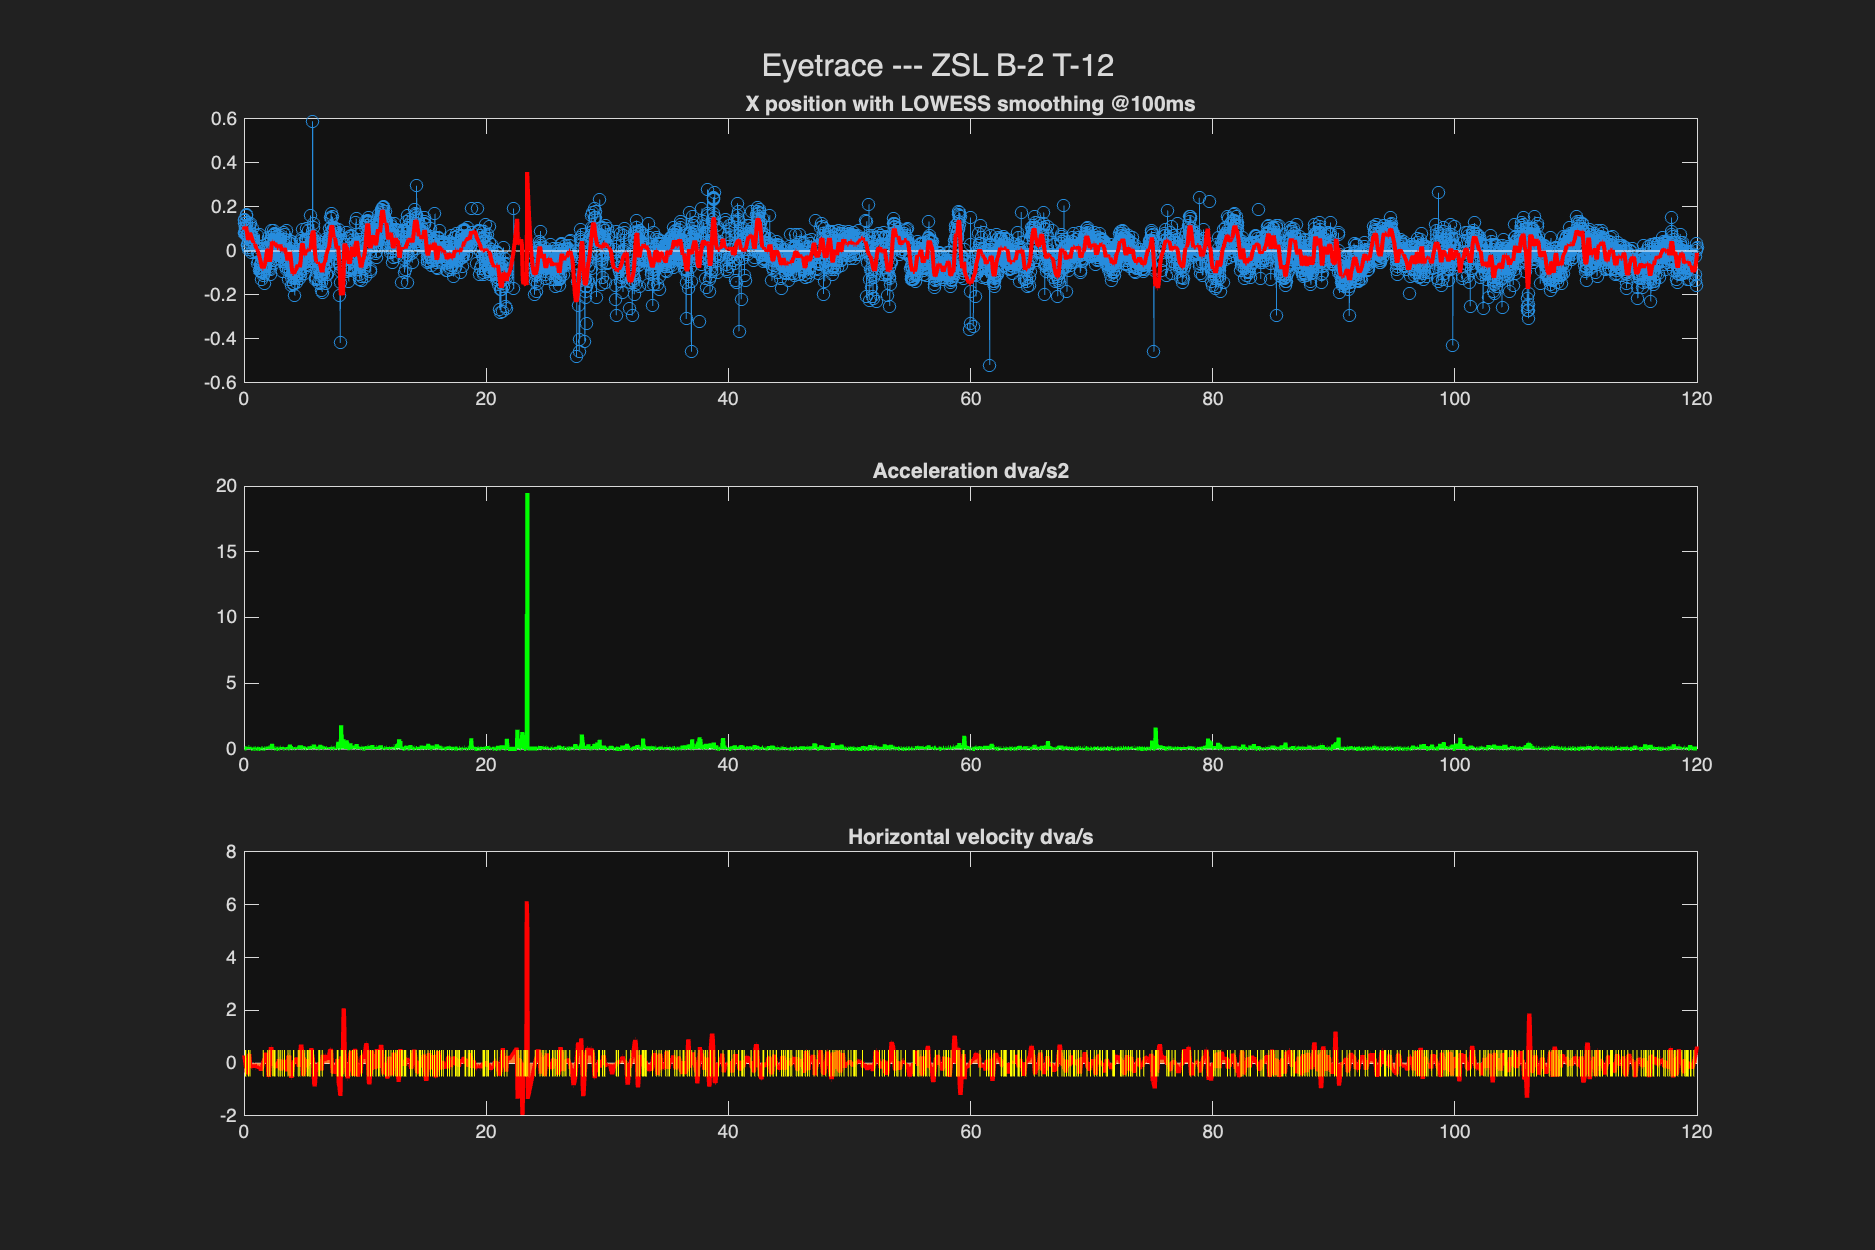 Eyetrace --- ZSL B-2 T-12
X position with LOWESS smoothing @100ms
0.6
0.4
0.2
0
-0.2
-0.4
-0.6
0 20 40 60 80 100 120
Acceleration dva/s2
20
15
10
5
0
0 20 40 60 80 100 120
Horizontal velocity dva/s
8
6
4
2
0
-2
0 20 40 60 80 100 120